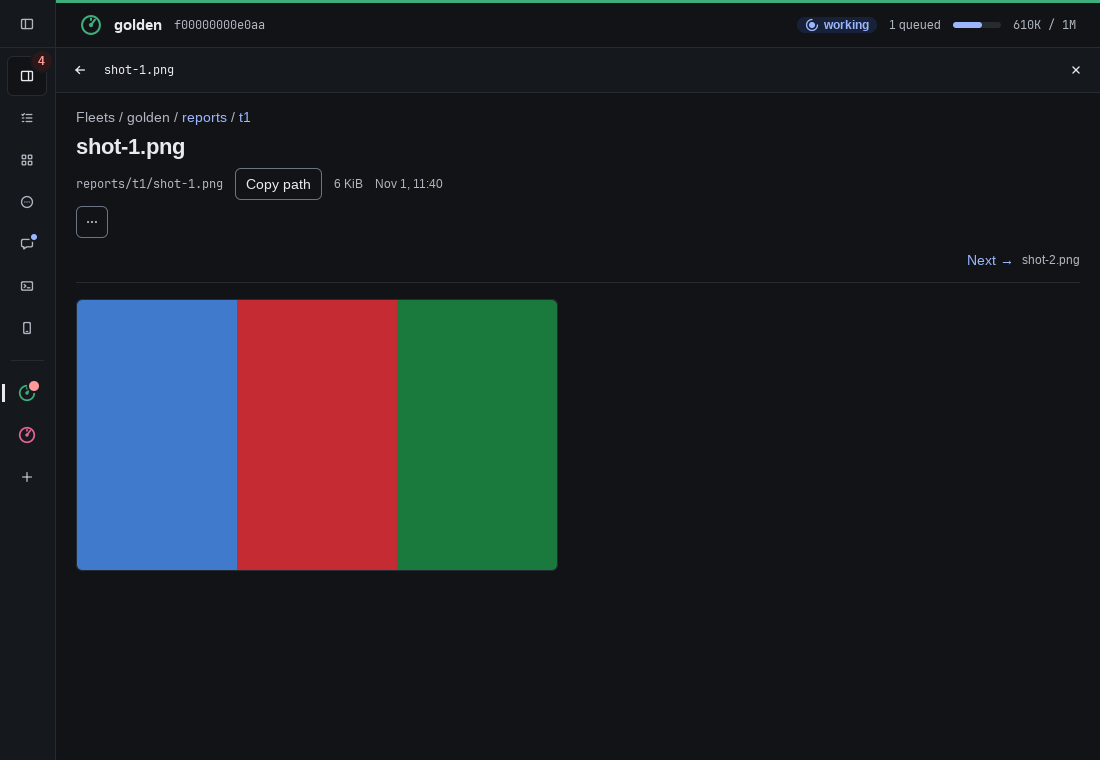 golden f00000000e0aa working 1 queued 610K / 1M
4
shot-1.png
Fleets / golden / reports / t1
shot-1.png
reports/t1/shot-1.png Copy path 6 KiB Nov 1, 11:40
Next → shot-2.png